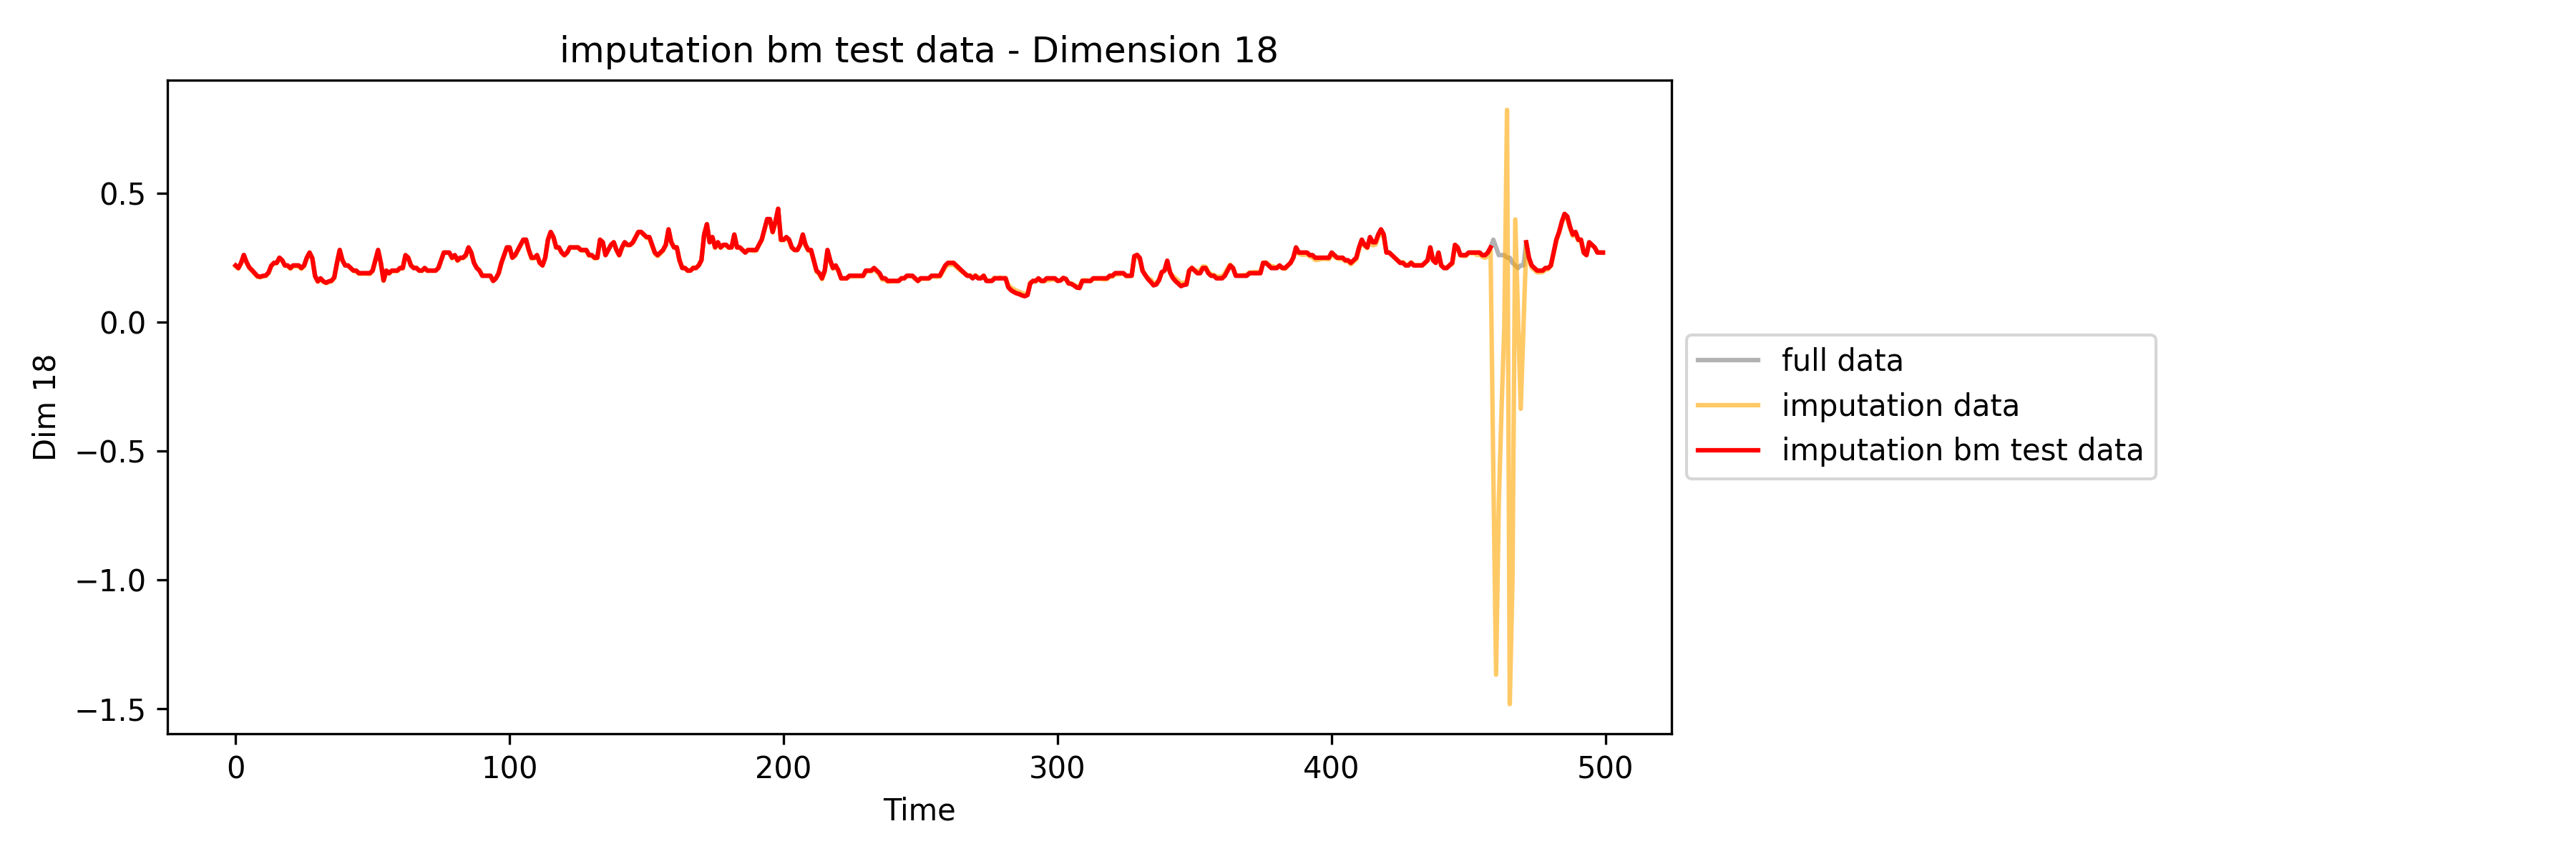 imputation bm test data - Dimension 18
Dim 18
0.5
0.0
−0.5
−1.0
−1.5
0 100 200 300 400 500
Time
full data
imputation data
imputation bm test data